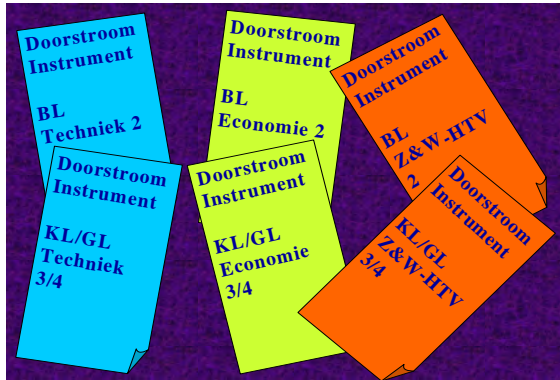 Doorstroom
Instrument
BL
Techniek 2
Doorstroom
Instrument
BL
Economie 2
Doorstroom
Instrument
BL
Z&W-HTV
2
Doorstroom
Instrument
KL/GL
Techniek
3/4
Doorstroom
Instrument
KL/GL
Economie
3/4
Doorstroom
Instrument
KL/GL
Z&W-HTV
3/4